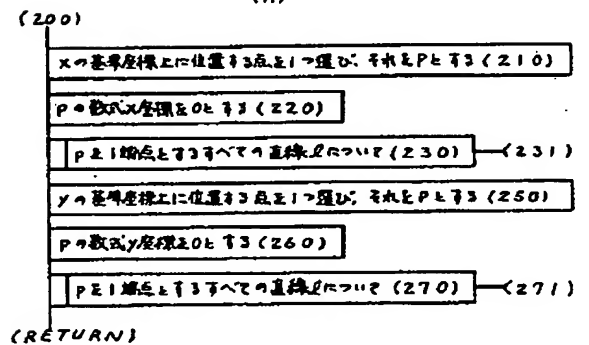 (200)
xの基準座標上に位置する点を1つ選び、それをPとする(210)
Pの数式x座標を0とする(220)
Pを1端点とするすべての直線ℓについて(230)
(231)
yの基準座標上に位置する点を1つ選び、それをPとする(250)
Pの数式y座標を0とする(260)
Pを1端点とするすべての直線ℓについて(270)
(271)
(RETURN)